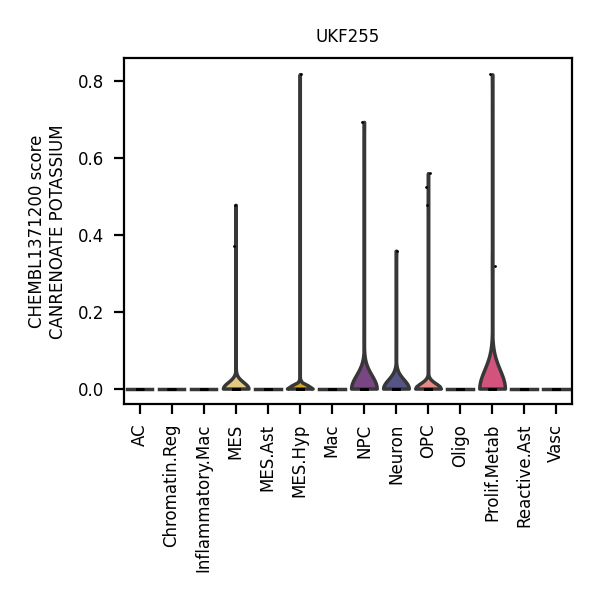 UKF255
CHEMBL1371200 score
CANRENOATE POTASSIUM
0.8
0.6
0.4
0.2
0.0
AC
Chromatin.Reg
Inflammatory.Mac
MES
MES.Ast
MES.Hyp
Mac
NPC
Neuron
OPC
Oligo
Prolif.Metab
Reactive.Ast
Vasc